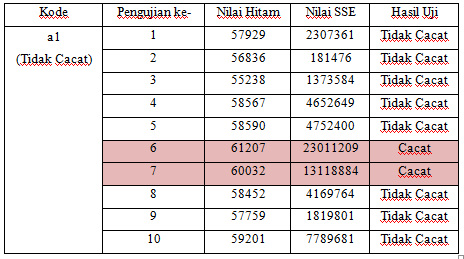 Kode Pengujian ke- Nilai Hitam Nilai SSE Hasil Uji
a1 (Tidak Cacat) 1 57929 2307361 Tidak Cacat
2 56836 181476 Tidak Cacat
3 55238 1373584 Tidak Cacat
4 58567 4652649 Tidak Cacat
5 58590 4752400 Tidak Cacat
6 61207 23011209 Cacat
7 60032 13118884 Cacat
8 58452 4169764 Tidak Cacat
9 57759 1819801 Tidak Cacat
10 59201 7789681 Tidak Cacat